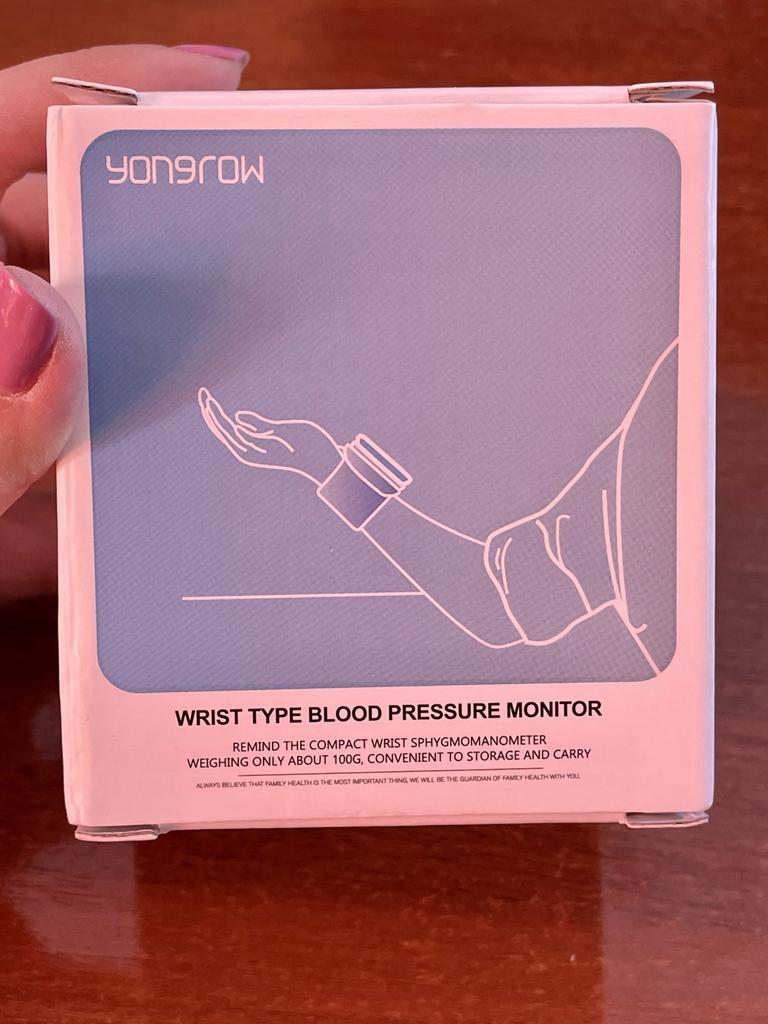 yongrow
WRIST TYPE BLOOD PRESSURE MONITOR
REMIND THE COMPACT WRIST SPHYGMOMANOMETER
WEIGHING ONLY ABOUT 100G, CONVENIENT TO STORAGE AND CARRY
ALWAYS BELIEVE THAT FAMILY HEALTH IS THE MOST IMPORTANT THING, WE WILL BE THE GUARDIAN OF FAMILY HEALTH WITH YOU.